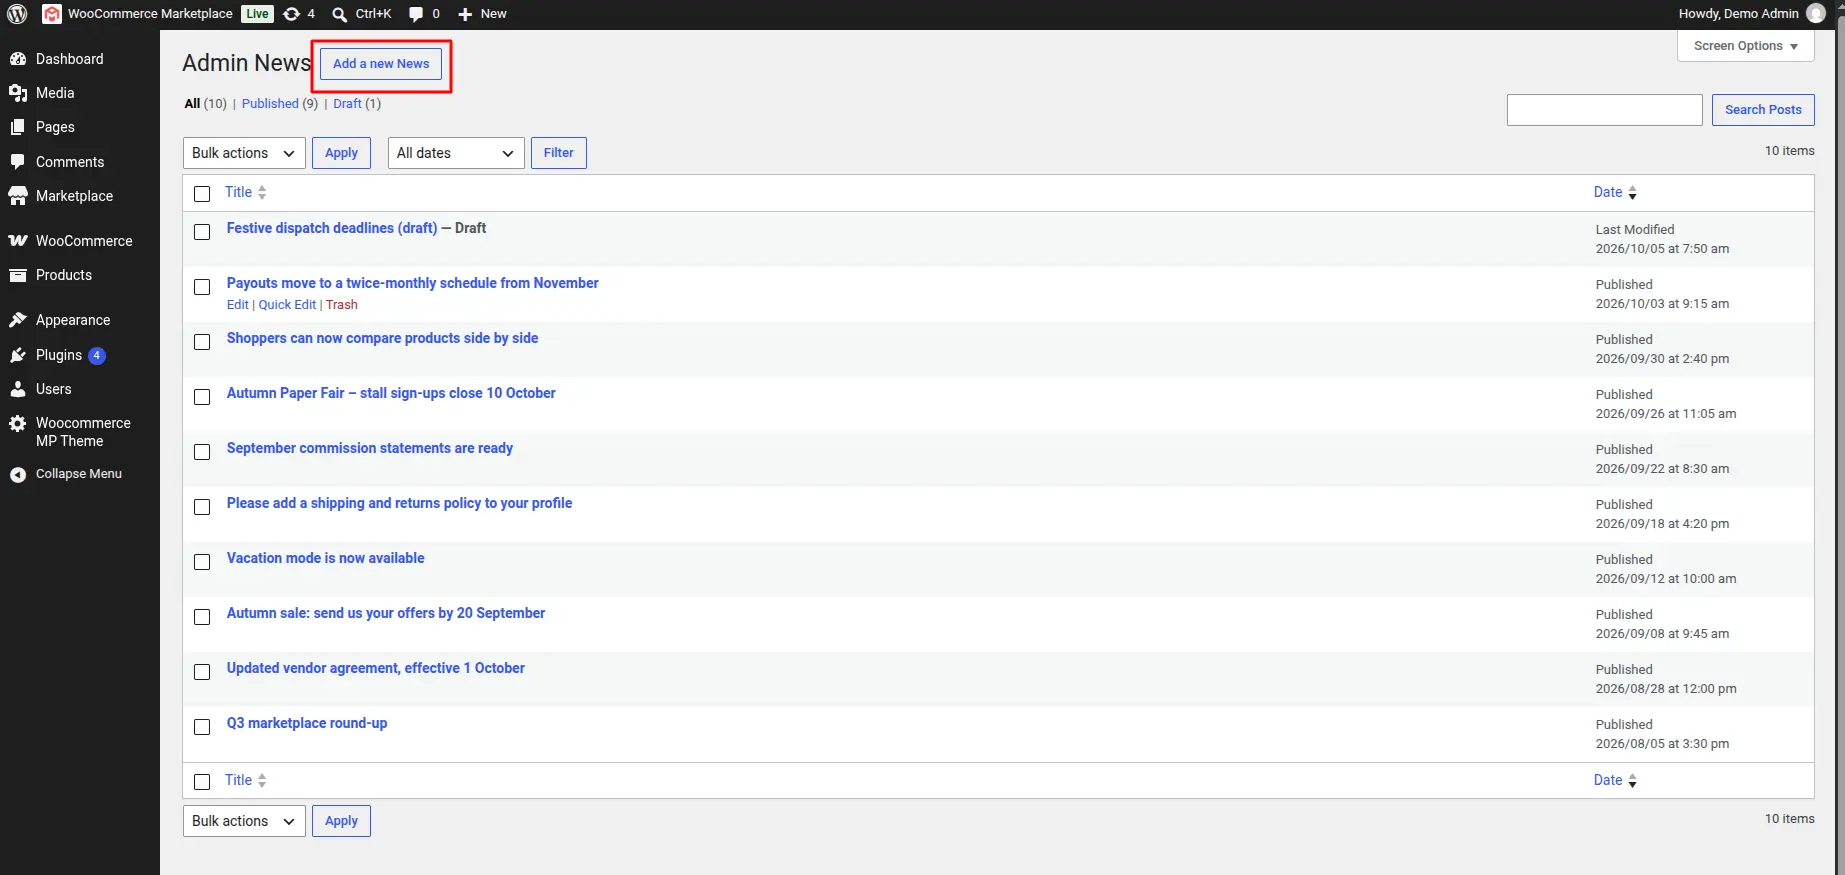 WooCommerce Marketplace Live 4 Ctrl+K 0 New Howdy, Demo Admin
Screen Options
Dashboard
Media
Pages
Comments
Marketplace
WooCommerce
Products
Appearance
Plugins 4
Users
Woocommerce
MP Theme
Collapse Menu
Admin News Add a new News
All (10) | Published (9) | Draft (1)
Search Posts
Bulk actions Apply All dates Filter
10 items
Title Date
Festive dispatch deadlines (draft) — Draft
Last Modified
2026/10/05 at 7:50 am
Payouts move to a twice-monthly schedule from November
Edit | Quick Edit | Trash
Published
2026/10/03 at 9:15 am
Shoppers can now compare products side by side
Published
2026/09/30 at 2:40 pm
Autumn Paper Fair – stall sign-ups close 10 October
Published
2026/09/26 at 11:05 am
September commission statements are ready
Published
2026/09/22 at 8:30 am
Please add a shipping and returns policy to your profile
Published
2026/09/18 at 4:20 pm
Vacation mode is now available
Published
2026/09/12 at 10:00 am
Autumn sale: send us your offers by 20 September
Published
2026/09/08 at 9:45 am
Updated vendor agreement, effective 1 October
Published
2026/08/28 at 12:00 pm
Q3 marketplace round-up
Published
2026/08/05 at 3:30 pm
Title Date
Bulk actions Apply
10 items